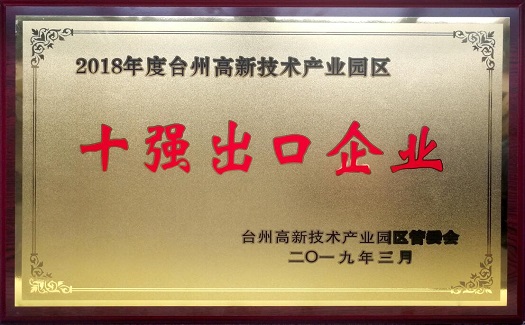 2018年度台州高新技术产业园区
十强出口企业
台州高新技术产业园区管委会
二〇一九年三月